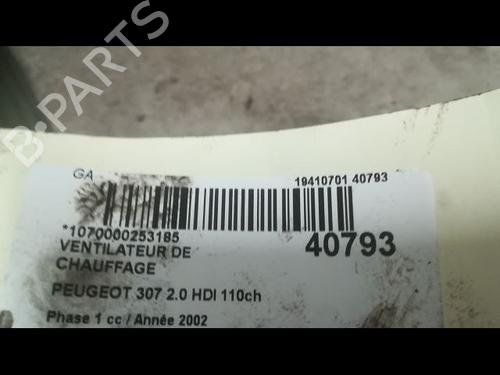 B-PARTS
GA
19410701 40793
*1070000253185
40793
VENTILATEUR DE
CHAUFFAGE
PEUGEOT 307 2.0 HDI 110ch
Phase 1 cc / Année 2002